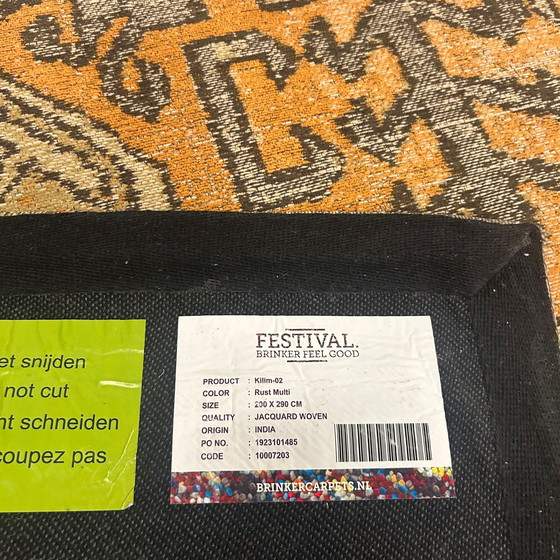 et snijden
not cut
nt schneiden
coupez pas
FESTIVAL.
BRINKER FEEL GOOD
PRODUCT : Kilim-02
COLOR : Rust Multi
SIZE : 200 X 290 CM
QUALITY : JACQUARD WOVEN
ORIGIN : INDIA
PO NO. : 1923101485
CODE : 10007203
BRINKERCARPETS.NL